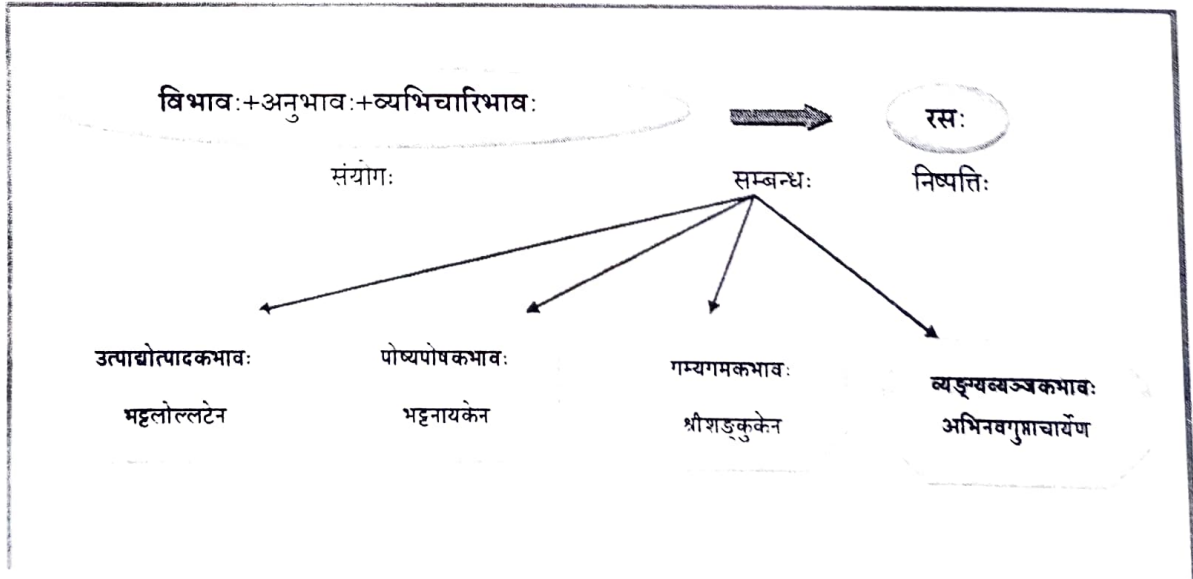 विभावः+अनुभावः+व्यभिचारिभावः
रसः
संयोगः
सम्बन्धः
निष्पत्तिः
उत्पाद्योत्पादकभावः
भट्टलोल्लटेन
पोष्यपोषकभावः
भट्टनायकेन
गम्यगमकभावः
श्रीशङ्कुकेन
व्यङ्ग्यव्यञ्जकभावः
अभिनवगुप्ताचार्येण